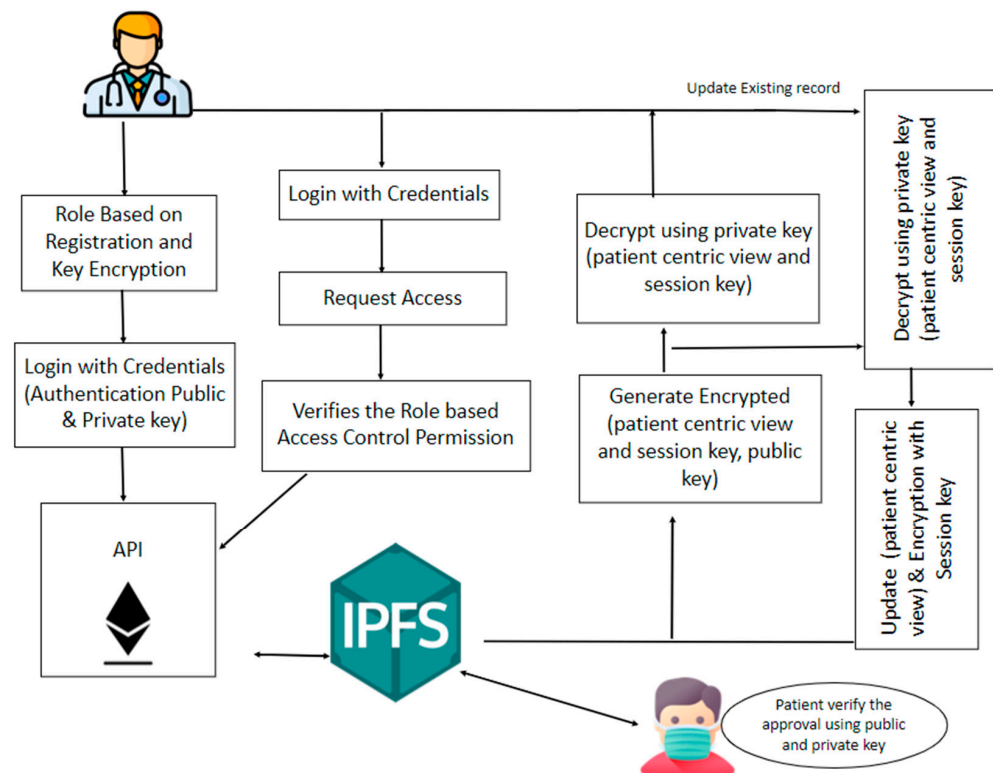 Update Existing record
Role Based on
Registration and
Key Encryption
Login with Credentials
(Authentication Public
& Private key)
API
Login with Credentials
Request Access
Verifies the Role based
Access Control Permission
Decrypt using private key
(patient centric view and
session key)
Generate Encrypted
(patient centric view
and session key, public
key)
Decrypt using private key
(patient centric view and
session key)
Update (patient centric
view) & Encryption with
Session key
IPFS
Patient verify the
approval using public
and private key